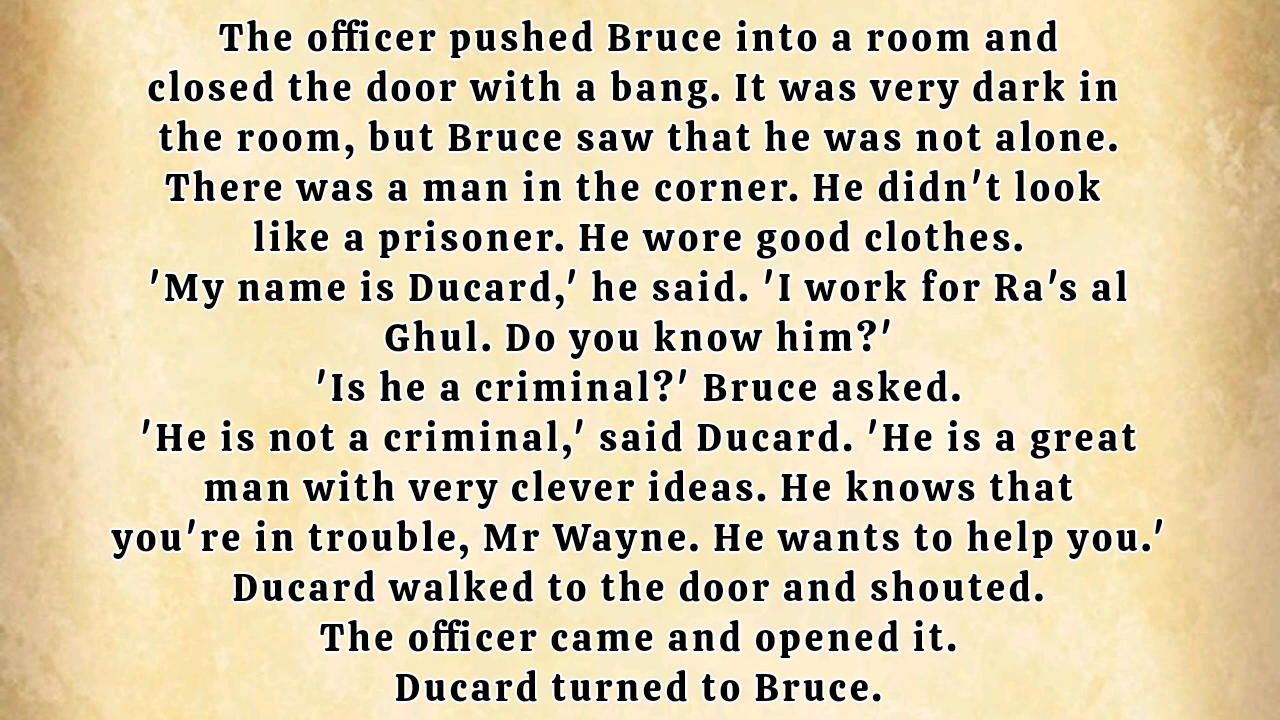 The officer pushed Bruce into a room and
closed the door with a bang. It was very dark in
the room, but Bruce saw that he was not alone.
There was a man in the corner. He didn't look
like a prisoner. He wore good clothes.
'My name is Ducard,' he said. 'I work for Ra's al
Ghul. Do you know him?'
'Is he a criminal?' Bruce asked.
'He is not a criminal,' said Ducard. 'He is a great
man with very clever ideas. He knows that
you're in trouble, Mr Wayne. He wants to help you.'
Ducard walked to the door and shouted.
The officer came and opened it.
Ducard turned to Bruce.